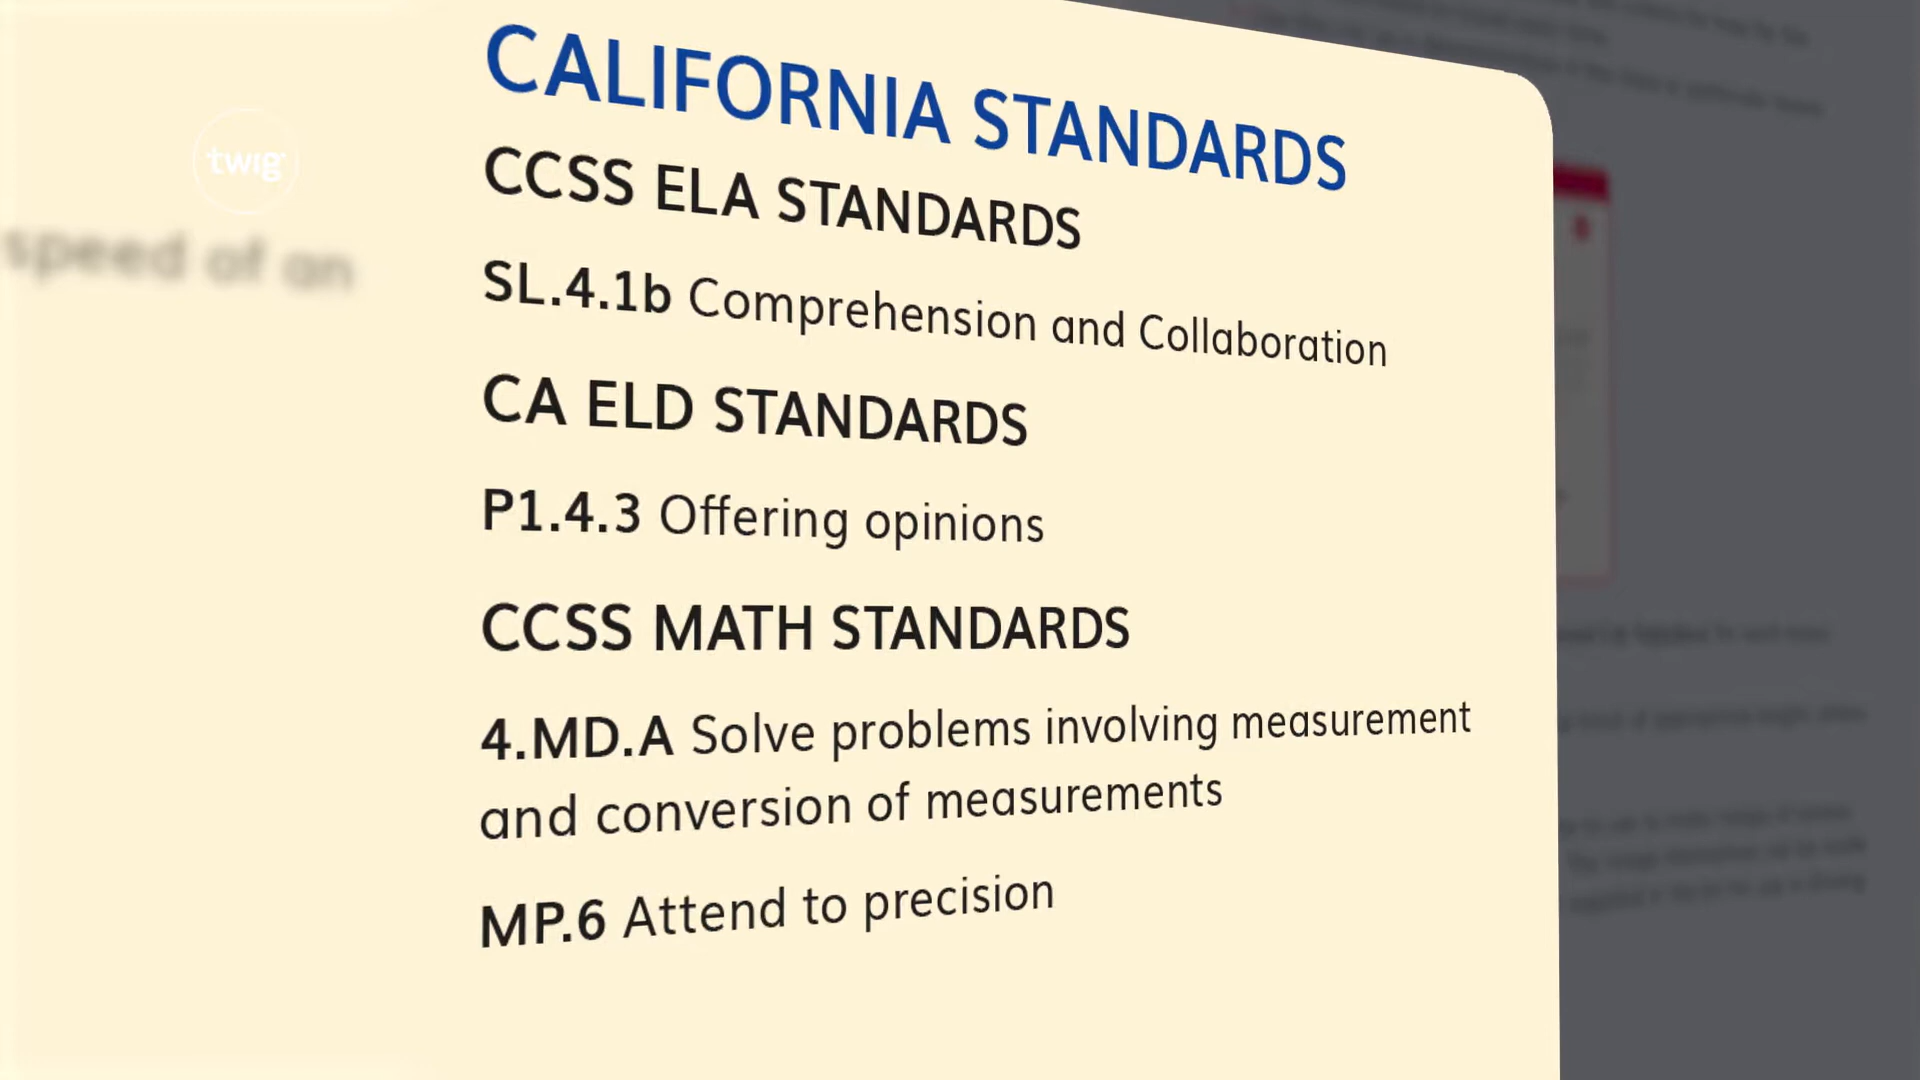 CALIFORNIA STANDARDS
CCSS ELA STANDARDS
twig
speed of an
SL.4.1b Comprehension and Collaboration
CA ELD STANDARDS
P1.4.3 Offering opinions
CCSS MATH STANDARDS
4.MD.A Solve problems involving measurement
and conversion of measurements
MP.6 Attend to precision